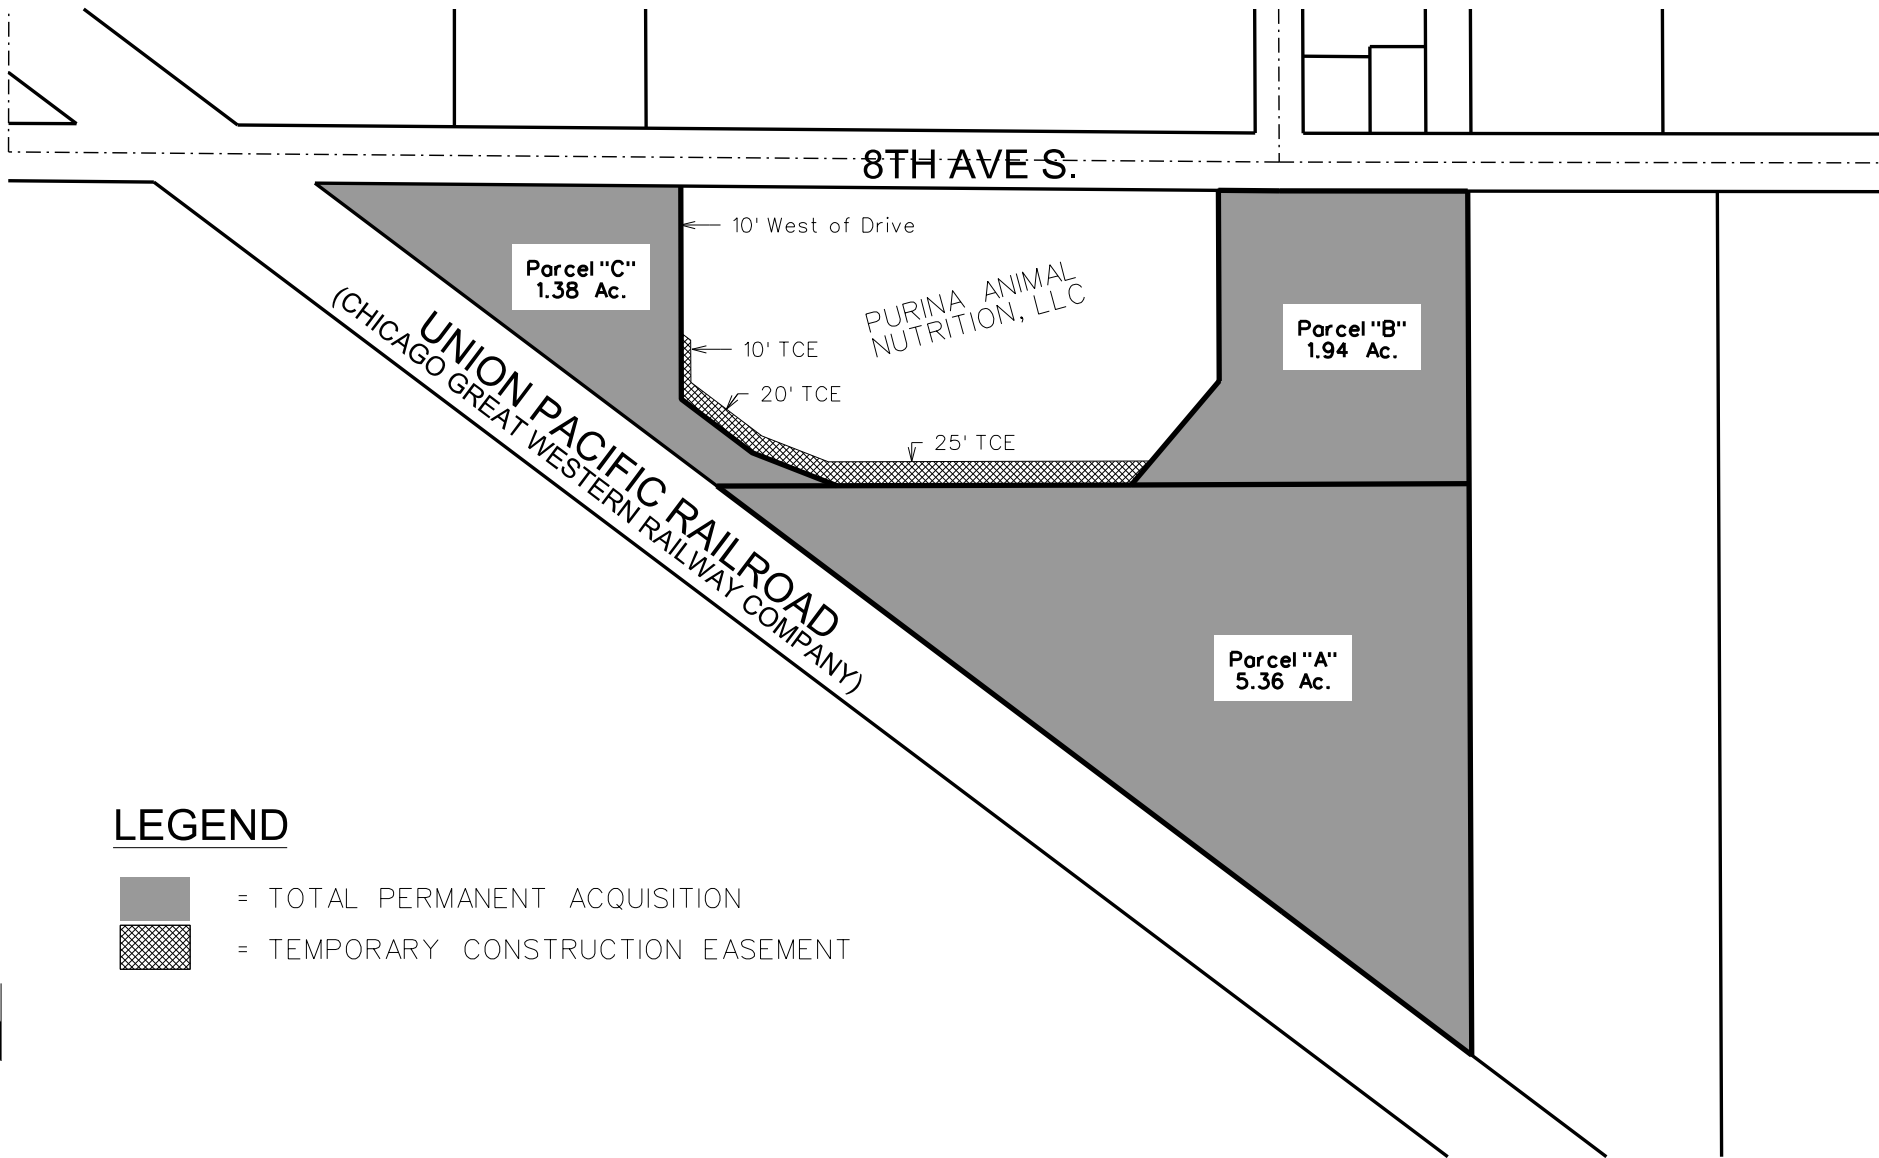 8TH AVE S.
10' West of Drive
Parcel "C"
1.38 Ac.
PURINA ANIMAL
NUTRITION, LLC
Parcel "B"
1.94 Ac.
10' TCE
20' TCE
25' TCE
UNION PACIFIC RAILROAD
(CHICAGO GREAT WESTERN RAILWAY COMPANY)
Parcel "A"
5.36 Ac.
LEGEND
= TOTAL PERMANENT ACQUISITION
= TEMPORARY CONSTRUCTION EASEMENT